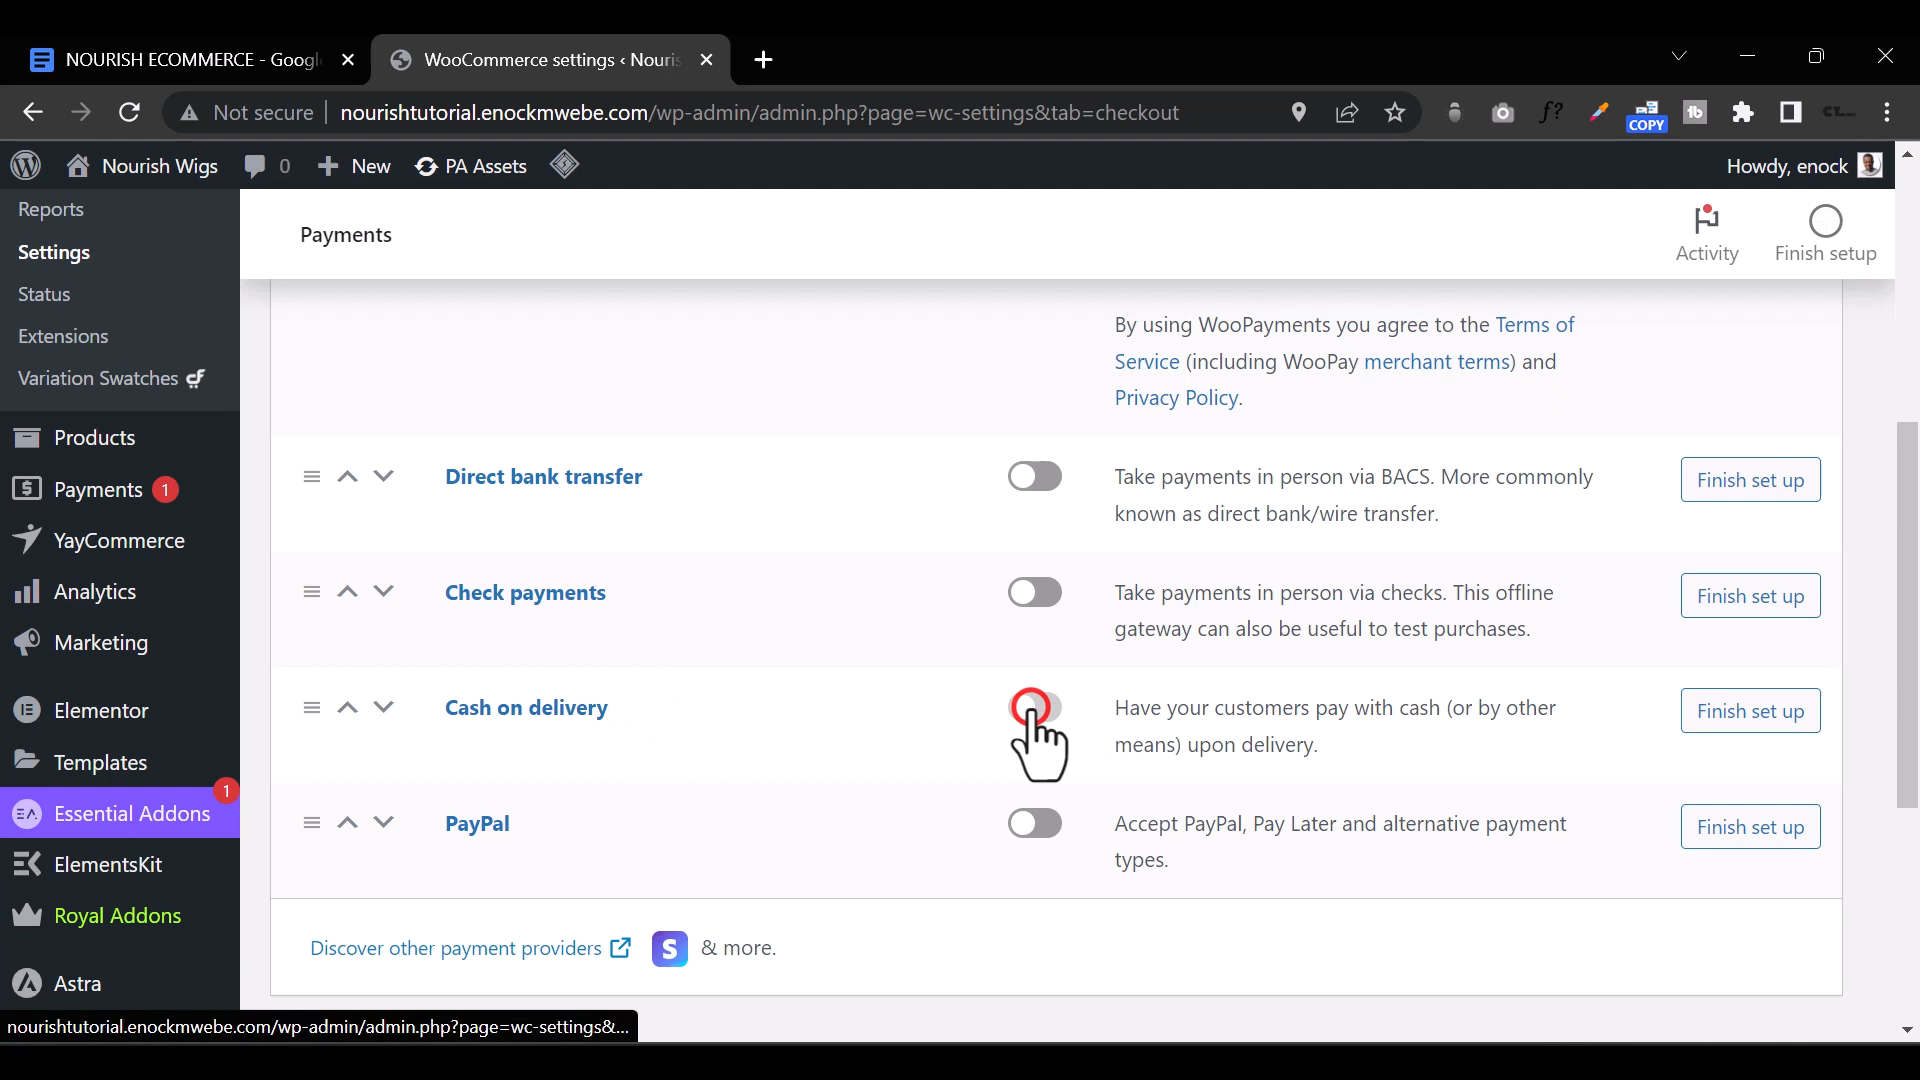 NOURISH ECOMMERCE - Googl
WooCommerce settings ‹ Nouris
Not secure
nourishtutorial.enockmwebe.com/wp-admin/admin.php?page=wc-settings&tab=checkout
f?
COPY
tb
Nourish Wigs
0
New
PA Assets
Howdy, enock
Reports
Settings
Status
Extensions
Variation Swatches
Products
Payments 1
YayCommerce
Analytics
Marketing
Elementor
Templates
1
Essential Addons
ElementsKit
Royal Addons
Astra
Payments
Activity
Finish setup
By using WooPayments you agree to the Terms of
Service (including WooPay merchant terms) and
Privacy Policy.
Direct bank transfer
Take payments in person via BACS. More commonly
known as direct bank/wire transfer.
Finish set up
Check payments
Take payments in person via checks. This offline
gateway can also be useful to test purchases.
Finish set up
Cash on delivery
Have your customers pay with cash (or by other
means) upon delivery.
Finish set up
PayPal
Accept PayPal, Pay Later and alternative payment
types.
Finish set up
Discover other payment providers
S
& more.
nourishtutorial.enockmwebe.com/wp-admin/admin.php?page=wc-settings&...